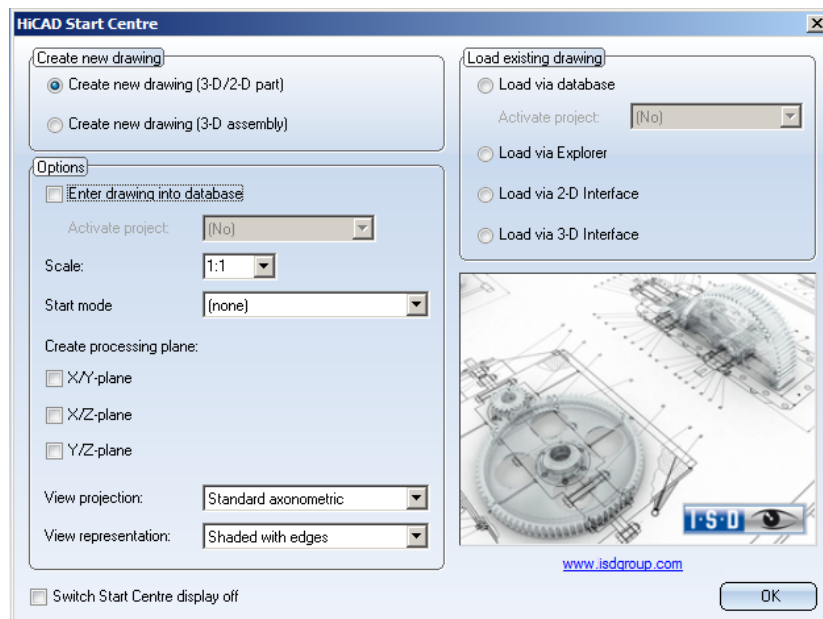 HiCAD Start Centre
Create new drawing
Create new drawing (3-D/2-D part)
Create new drawing (3-D assembly)
Options
Enter drawing into database
Activate project: (No)
Scale: 1:1
Start mode (none)
Create processing plane:
X/Y-plane
X/Z-plane
Y/Z-plane
View projection: Standard axonometric
View representation: Shaded with edges
Switch Start Centre display off
Load existing drawing
Load via database
Activate project: (No)
Load via Explorer
Load via 2-D Interface
Load via 3-D Interface
I·S·D
www.isdgroup.com
OK